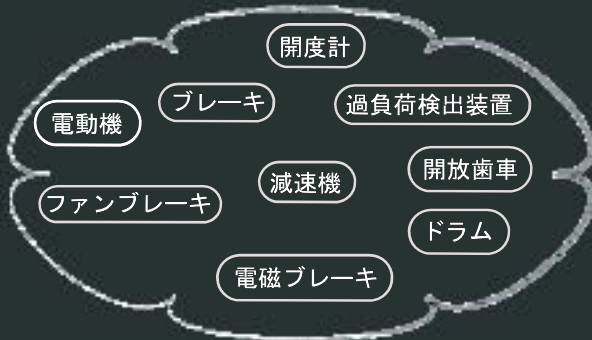 開度計
ブレーキ
過負荷検出装置
電動機
減速機
開放歯車
ファンブレーキ
ドラム
電磁ブレーキ